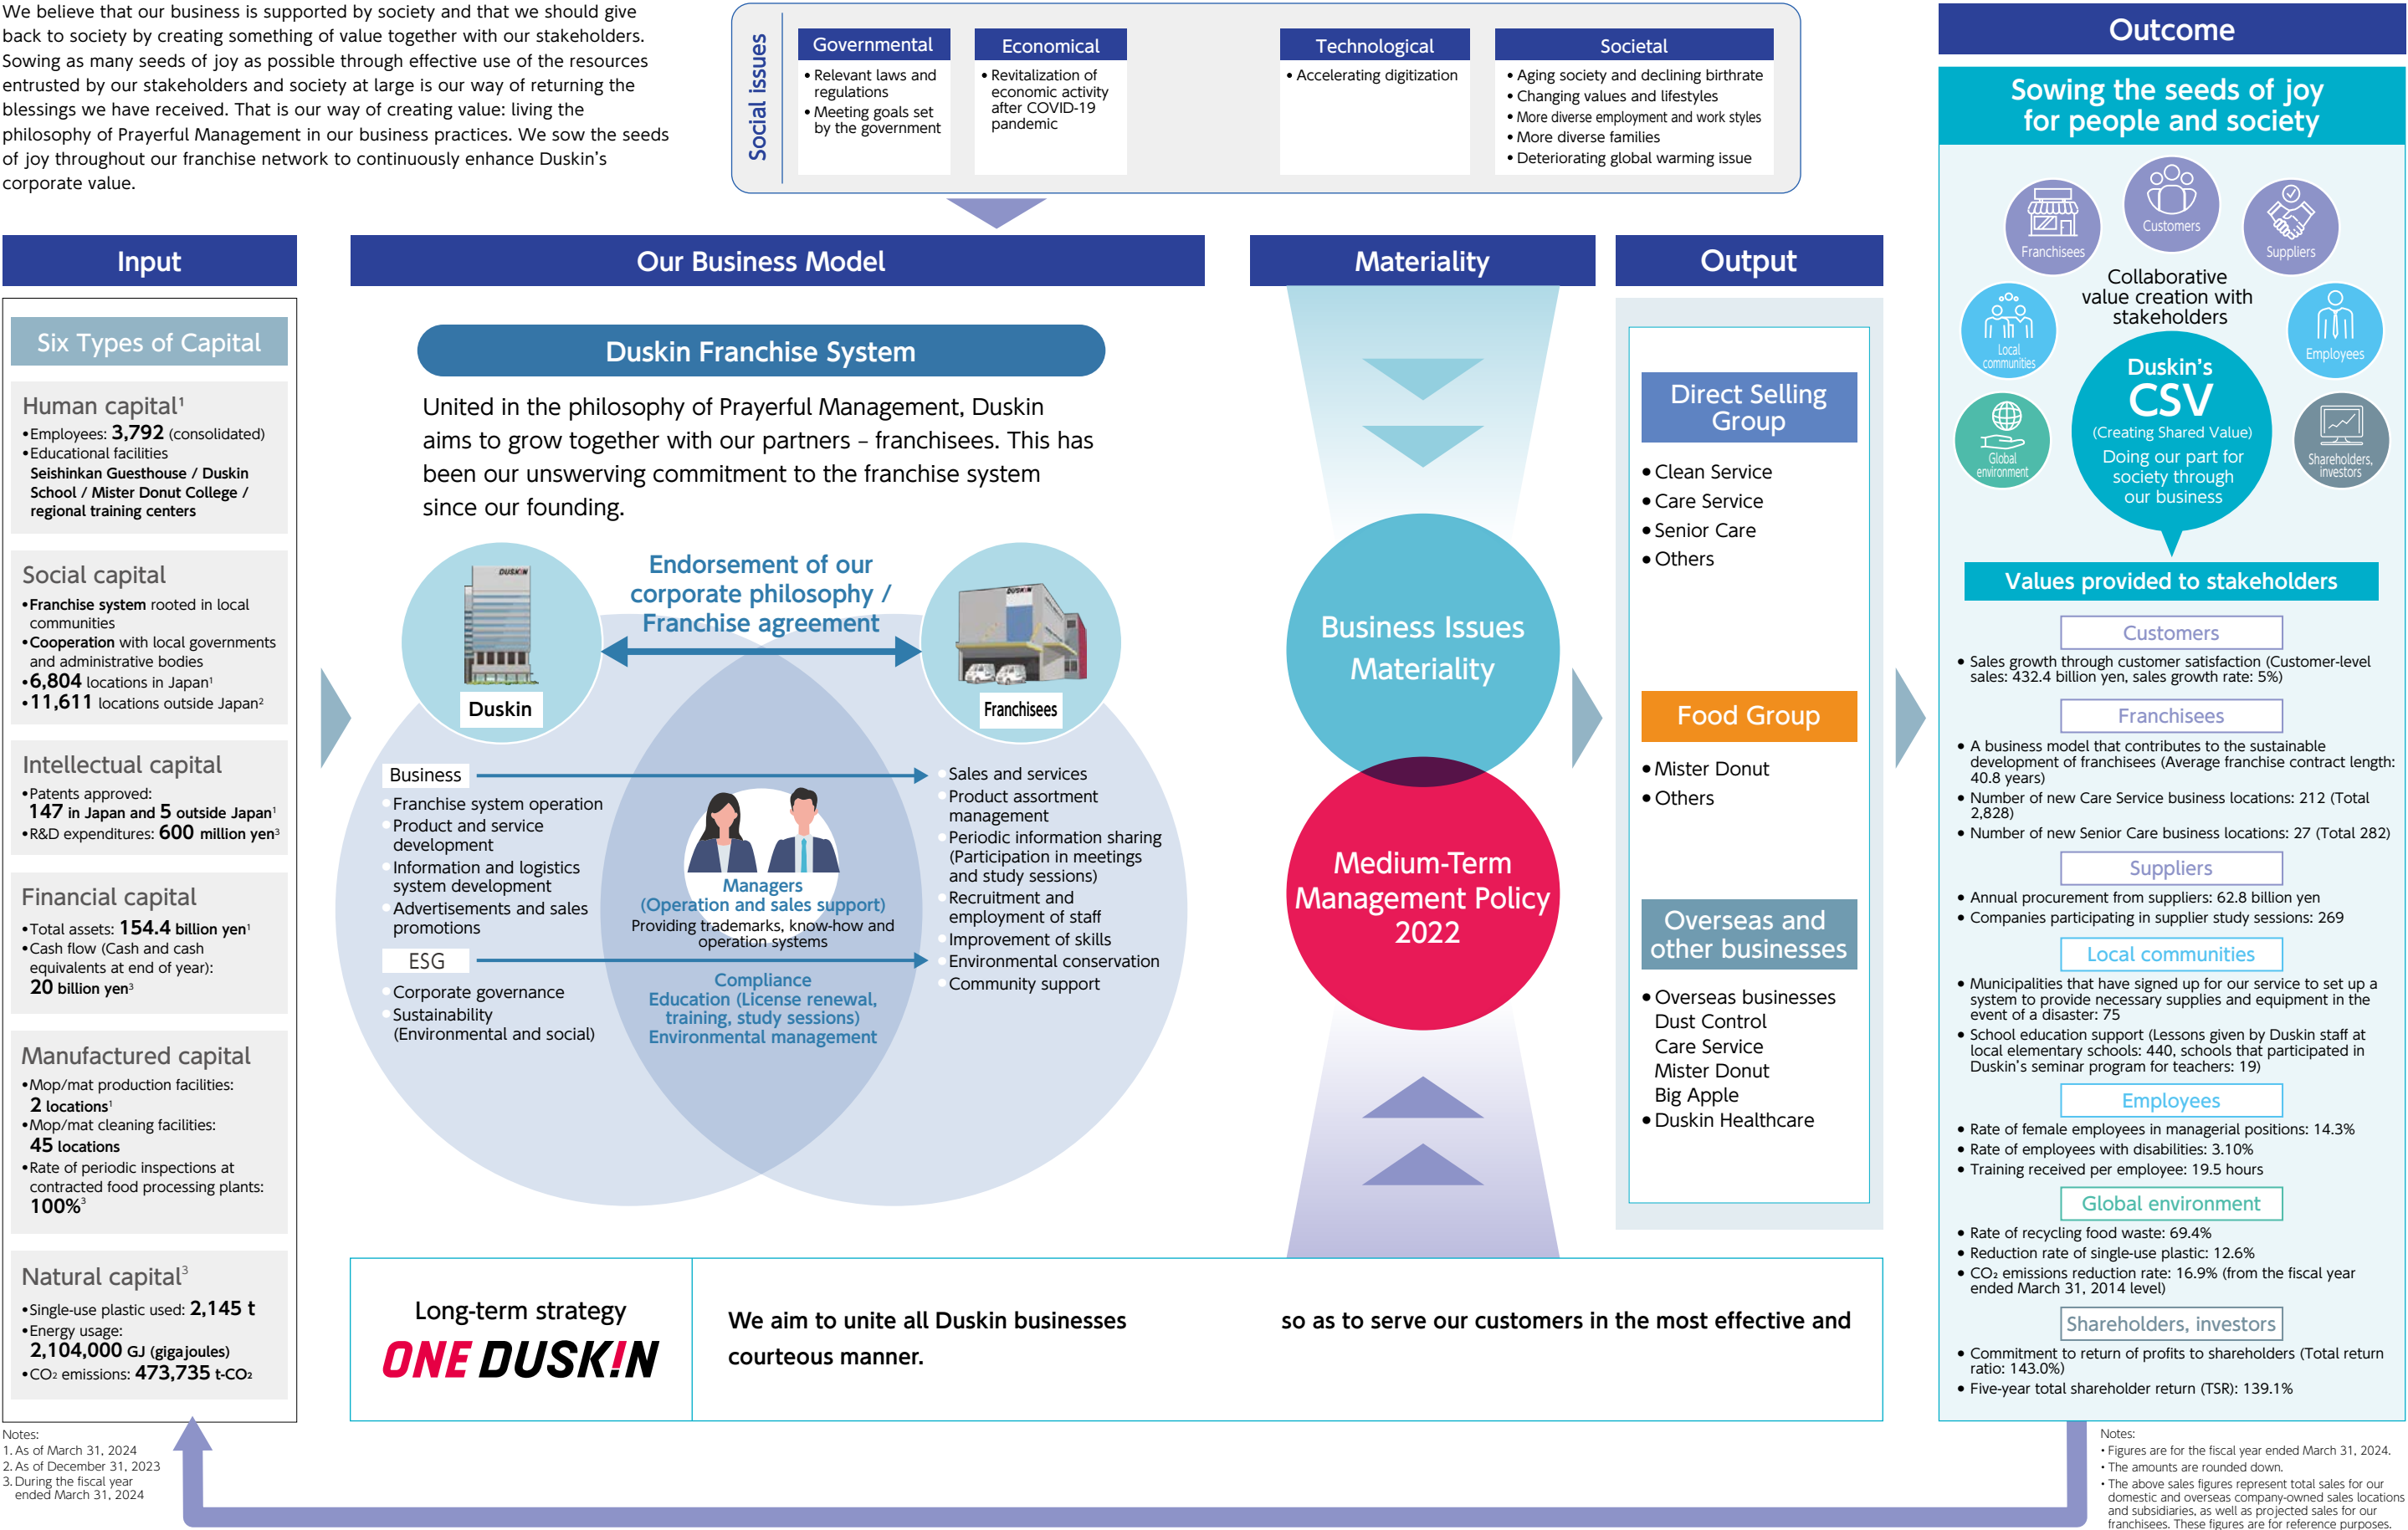 We believe that our business is supported by society and that we should give
back to society by creating something of value together with our stakeholders.
Sowing as many seeds of joy as possible through effective use of the resources
entrusted by our stakeholders and society at large is our way of returning the
blessings we have received. That is our way of creating value: living the
philosophy of Prayerful Management in our business practices. We sow the seeds
of joy throughout our franchise network to continuously enhance Duskin's
corporate value.
Social issues
Governmental
• Relevant laws and
regulations
• Meeting goals set
by the government
Economical
• Revitalization of
economic activity
after COVID-19
pandemic
Technological
• Accelerating digitization
Societal
• Aging society and declining birthrate
• Changing values and lifestyles
• More diverse employment and work styles
• More diverse families
• Deteriorating global warming issue
Input
Six Types of Capital
Human capital¹
• Employees: 3,792 (consolidated)
• Educational facilities
Seishinkan Guesthouse / Duskin
School / Mister Donut College /
regional training centers
Social capital
• Franchise system rooted in local
communities
• Cooperation with local governments
and administrative bodies
• 6,804 locations in Japan¹
• 11,611 locations outside Japan²
Intellectual capital
• Patents approved:
147 in Japan and 5 outside Japan¹
• R&D expenditures: 600 million yen³
Financial capital
• Total assets: 154.4 billion yen¹
• Cash flow (Cash and cash
equivalents at end of year):
20 billion yen³
Manufactured capital
• Mop/mat production facilities:
2 locations¹
• Mop/mat cleaning facilities:
45 locations
• Rate of periodic inspections at
contracted food processing plants:
100%³
Natural capital³
• Single-use plastic used: 2,145 t
• Energy usage:
2,104,000 GJ (gigajoules)
• CO₂ emissions: 473,735 t-CO₂
Notes:
1. As of March 31, 2024
2. As of December 31, 2023
3. During the fiscal year
ended March 31, 2024
Our Business Model
Duskin Franchise System
United in the philosophy of Prayerful Management, Duskin
aims to grow together with our partners – franchisees. This has
been our unswerving commitment to the franchise system
since our founding.
Endorsement of our
corporate philosophy /
Franchise agreement
DUSKIN
Duskin
DUSKIN
Franchisees
Business
Franchise system operation
Product and service
development
Information and logistics
system development
Advertisements and sales
promotions
ESG
Corporate governance
Sustainability
(Environmental and social)
Managers
(Operation and sales support)
Providing trademarks, know-how and
operation systems
Compliance
Education (License renewal,
training, study sessions)
Environmental management
Sales and services
Product assortment
management
Periodic information sharing
(Participation in meetings
and study sessions)
Recruitment and
employment of staff
Improvement of skills
Environmental conservation
Community support
Materiality
Business Issues
Materiality
Medium-Term
Management Policy
2022
Output
Direct Selling
Group
• Clean Service
• Care Service
• Senior Care
• Others
Food Group
• Mister Donut
• Others
Overseas and
other businesses
• Overseas businesses
Dust Control
Care Service
Mister Donut
Big Apple
• Duskin Healthcare
Long-term strategy
ONE DUSK!N
We aim to unite all Duskin businesses so as to serve our customers in the most effective and
courteous manner.
Outcome
Sowing the seeds of joy
for people and society
Customers
Franchisees
Suppliers
Collaborative
value creation with
stakeholders
Local
communities
Employees
Global
environment
Shareholders,
investors
Duskin's
CSV
(Creating Shared Value)
Doing our part for
society through
our business
Values provided to stakeholders
Customers
• Sales growth through customer satisfaction (Customer-level
sales: 432.4 billion yen, sales growth rate: 5%)
Franchisees
• A business model that contributes to the sustainable
development of franchisees (Average franchise contract length:
40.8 years)
• Number of new Care Service business locations: 212 (Total
2,828)
• Number of new Senior Care business locations: 27 (Total 282)
Suppliers
• Annual procurement from suppliers: 62.8 billion yen
• Companies participating in supplier study sessions: 269
Local communities
• Municipalities that have signed up for our service to set up a
system to provide necessary supplies and equipment in the
event of a disaster: 75
• School education support (Lessons given by Duskin staff at
local elementary schools: 440, schools that participated in
Duskin's seminar program for teachers: 19)
Employees
• Rate of female employees in managerial positions: 14.3%
• Rate of employees with disabilities: 3.10%
• Training received per employee: 19.5 hours
Global environment
• Rate of recycling food waste: 69.4%
• Reduction rate of single-use plastic: 12.6%
• CO₂ emissions reduction rate: 16.9% (from the fiscal year
ended March 31, 2014 level)
Shareholders, investors
• Commitment to return of profits to shareholders (Total return
ratio: 143.0%)
• Five-year total shareholder return (TSR): 139.1%
Notes:
• Figures are for the fiscal year ended March 31, 2024.
• The amounts are rounded down.
• The above sales figures represent total sales for our
domestic and overseas company-owned sales locations
and subsidiaries, as well as projected sales for our
franchisees. These figures are for reference purposes.